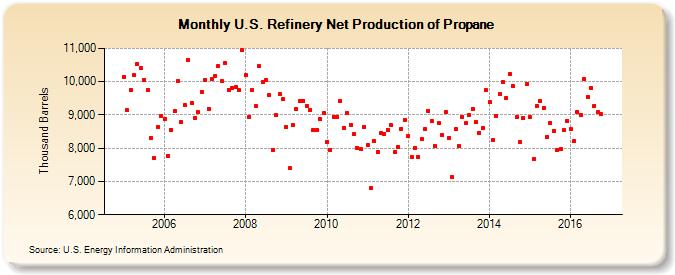 Monthly U.S. Refinery Net Production of Propane
Thousand Barrels
11,000
10,000
9,000
8,000
7,000
6,000
2006 2008 2010 2012 2014 2016
Source: U.S. Energy Information Administration